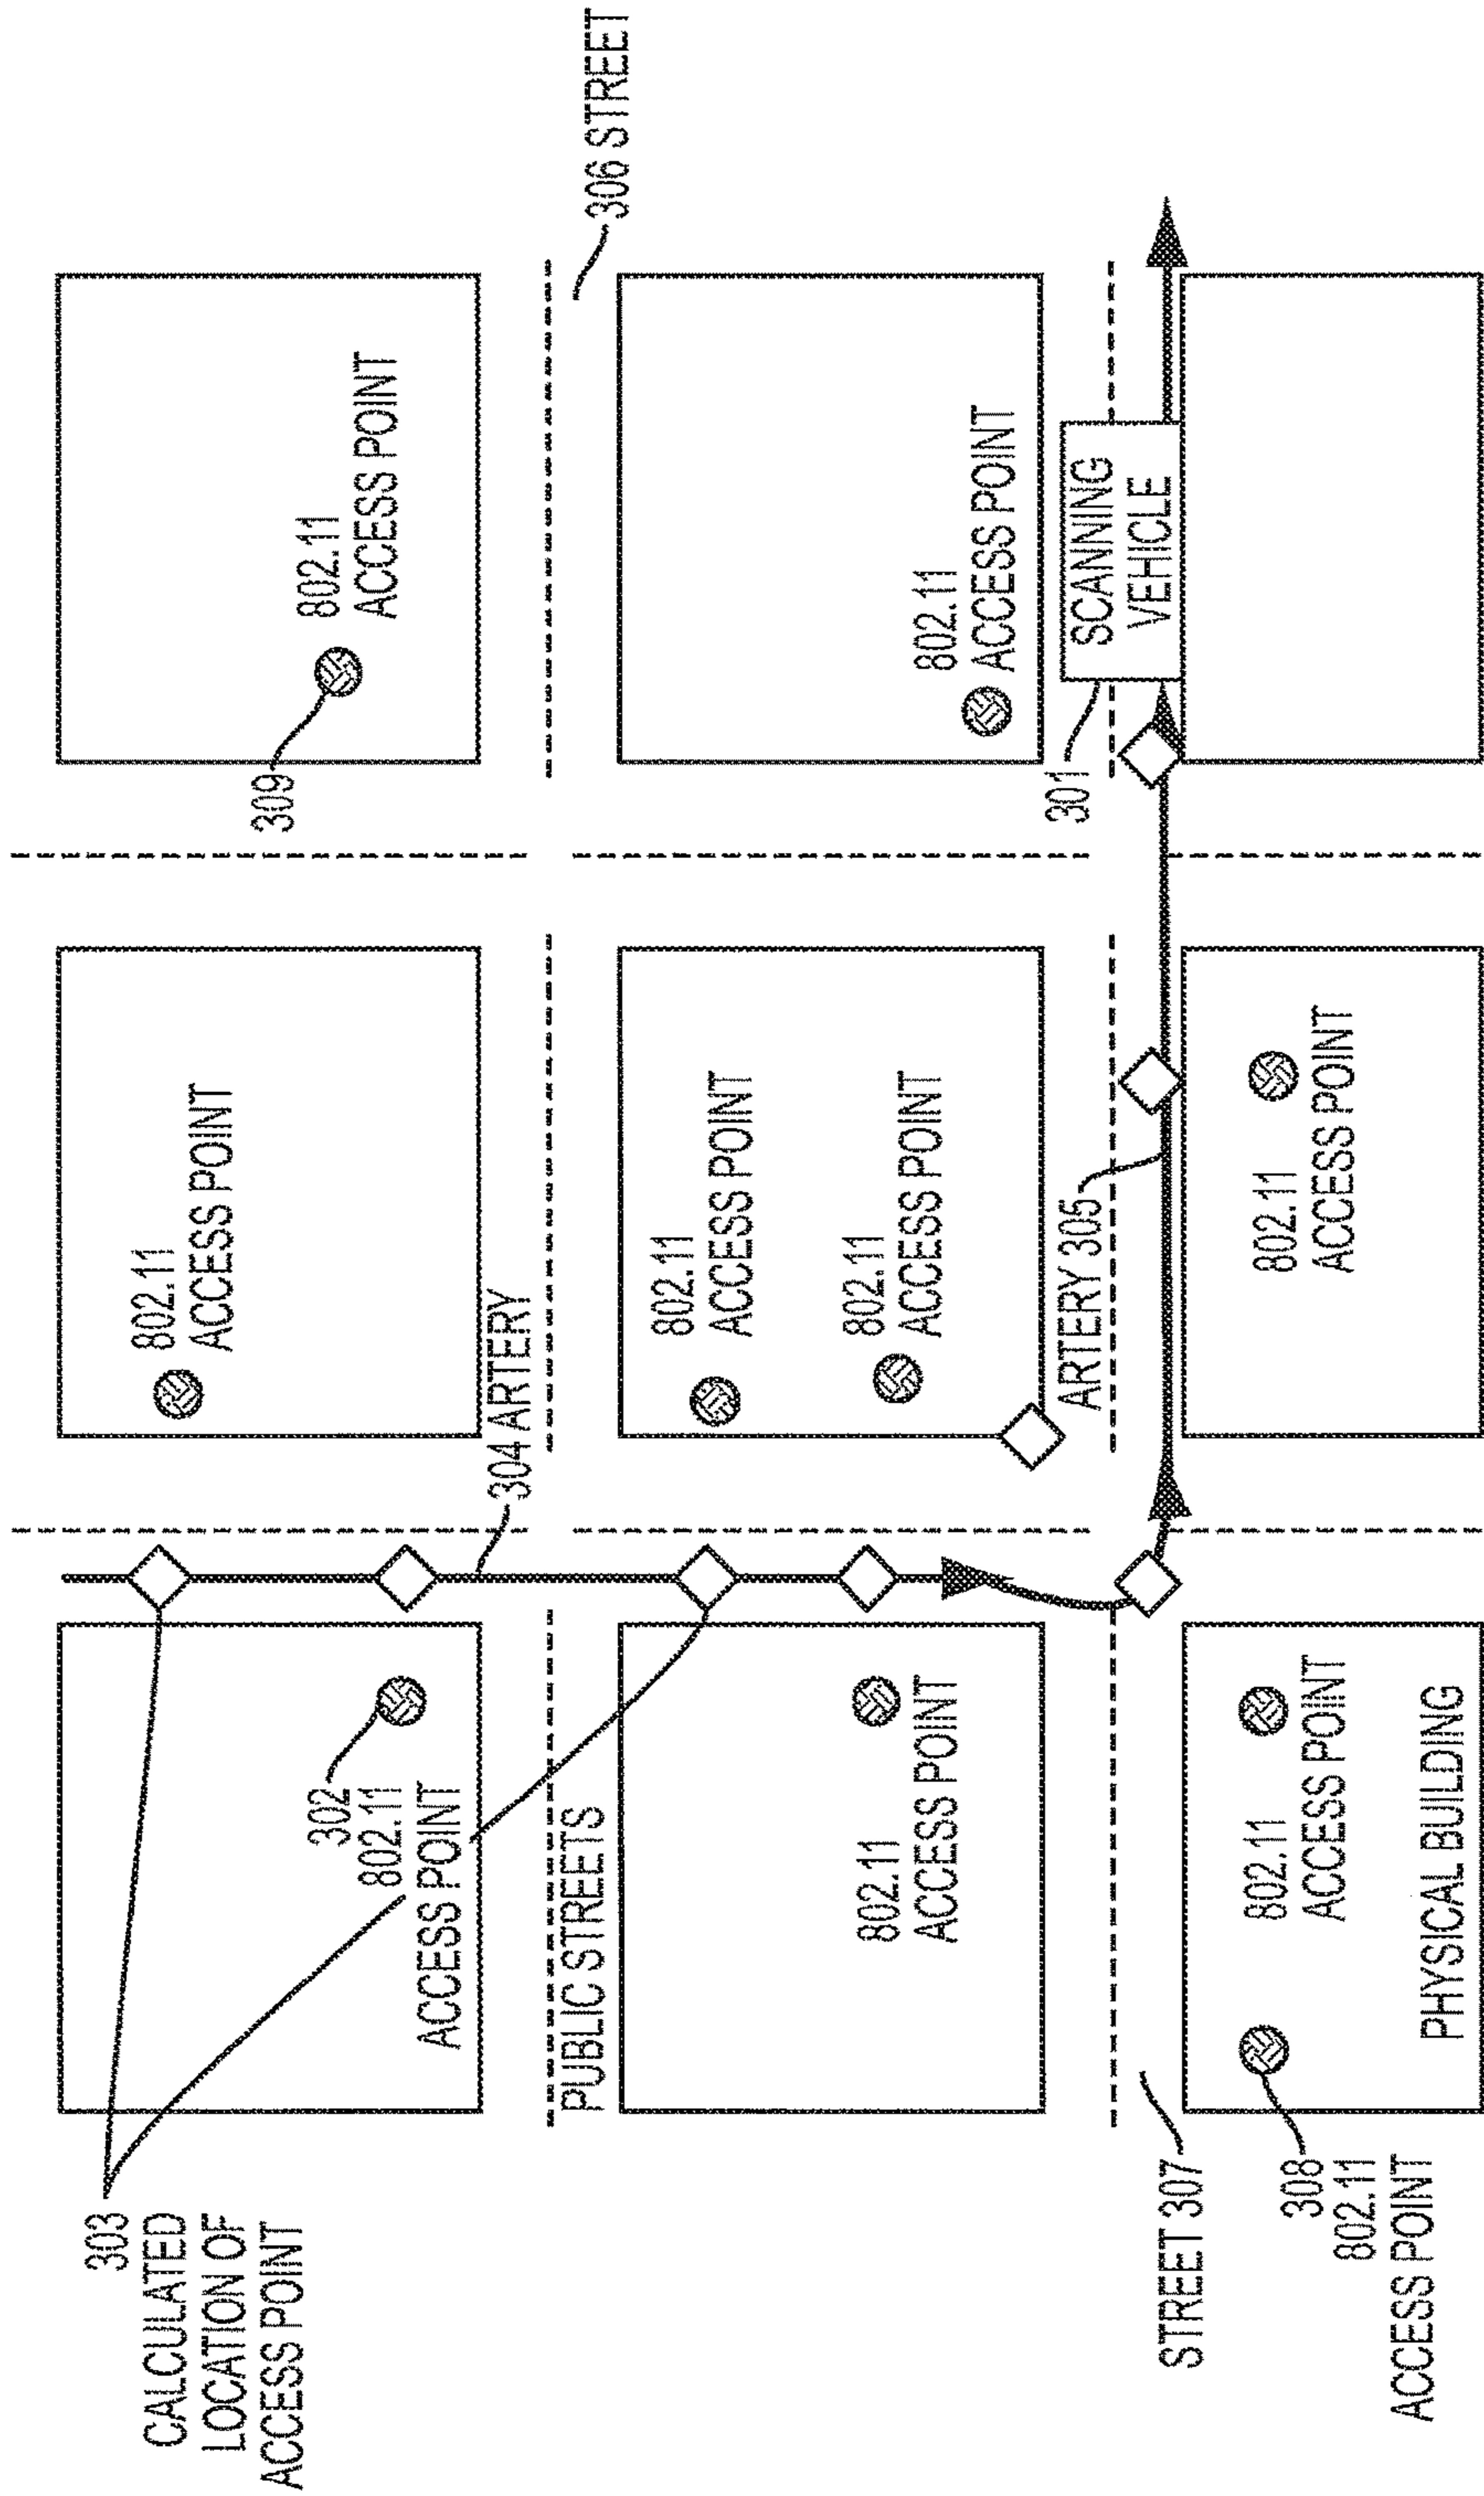 303
CALCULATED
LOCATION OF
ACCESS POINT
302
802.11
ACCESS POINT
PUBLIC STREETS
802.11
ACCESS POINT
STREET 307
308
802.11
ACCESS POINT
802.11
ACCESS POINT
PHYSICAL BUILDING
802.11
ACCESS POINT
304 ARTERY
802.11
ACCESS POINT
802.11
ACCESS POINT
ARTERY 305
802.11
ACCESS POINT
309
802.11
ACCESS POINT
306 STREET
802.11
ACCESS POINT
301
SCANNING
VEHICLE